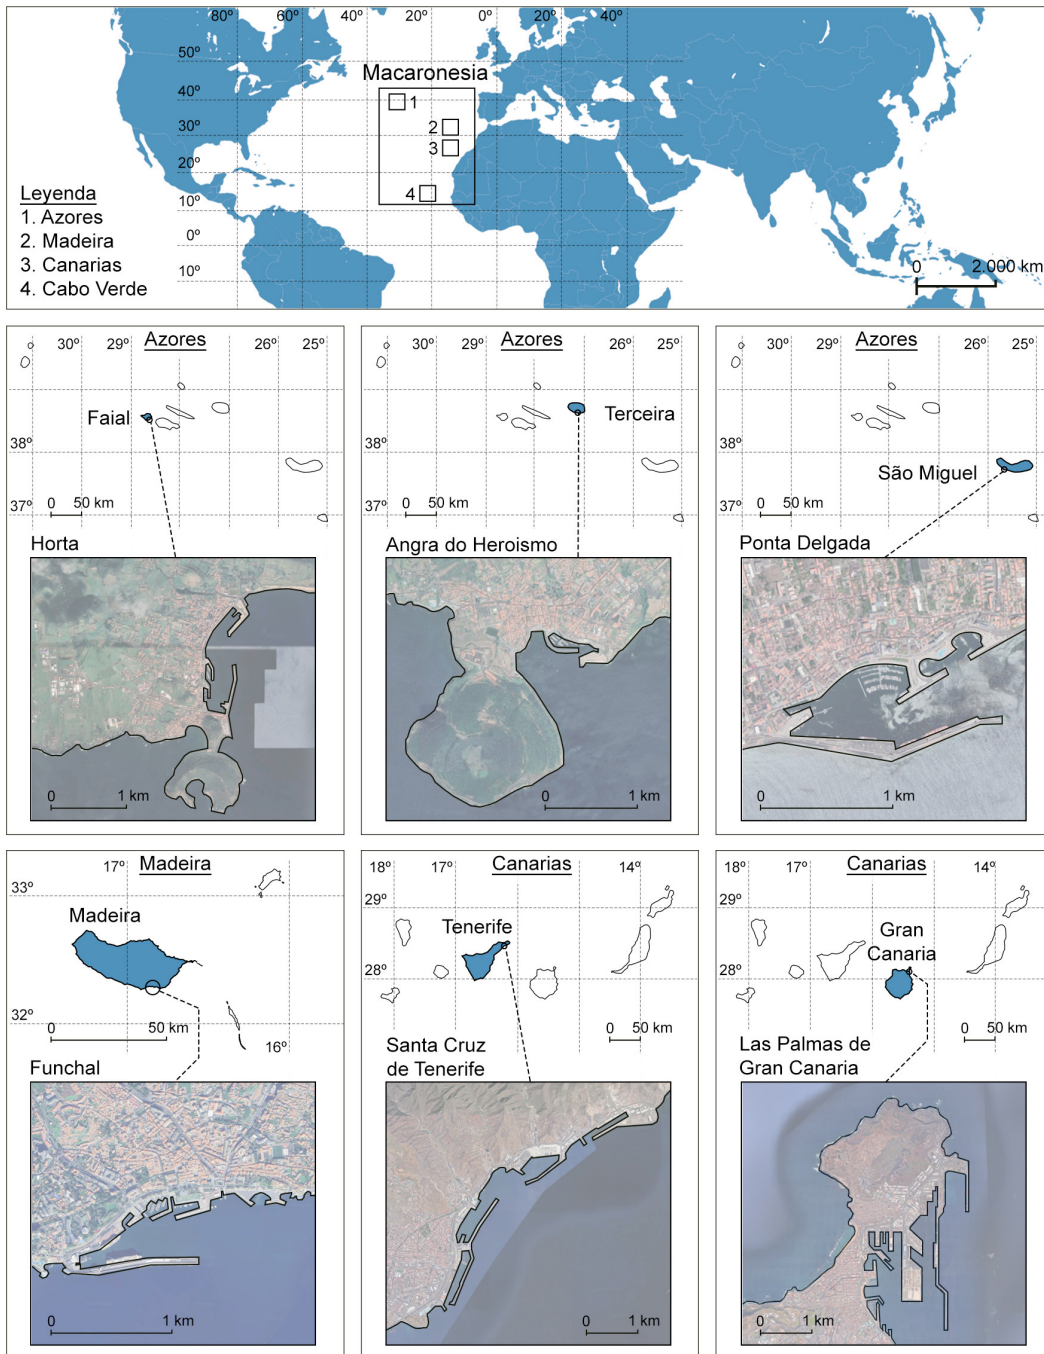 80º 60º 40º 20º 0º 20º 40º
50º
Macaronesia
40º
1
30º
2
3
20º
4
10º
0º
10º
Leyenda
1. Azores
2. Madeira
3. Canarias
4. Cabo Verde
0 2.000 km
Azores
30º 29º 26º 25º
Faial
38º
0 50 km
37º
Horta
0 1 km
Azores
30º 29º 26º 25º
Terceira
38º
0 50 km
37º
Angra do Heroismo
0 1 km
Azores
30º 29º 26º 25º
São Miguel
38º
0 50 km
37º
Ponta Delgada
0 1 km
17º Madeira
33º
Madeira
32º
0 50 km
16º
Funchal
0 1 km
18º 17º Canarias 14º
29º
Tenerife
28º
0 50 km
Santa Cruz
de Tenerife
0 1 km
18º 17º Canarias 14º
29º
Gran
Canaria
28º
0 50 km
Las Palmas de
Gran Canaria
0 1 km